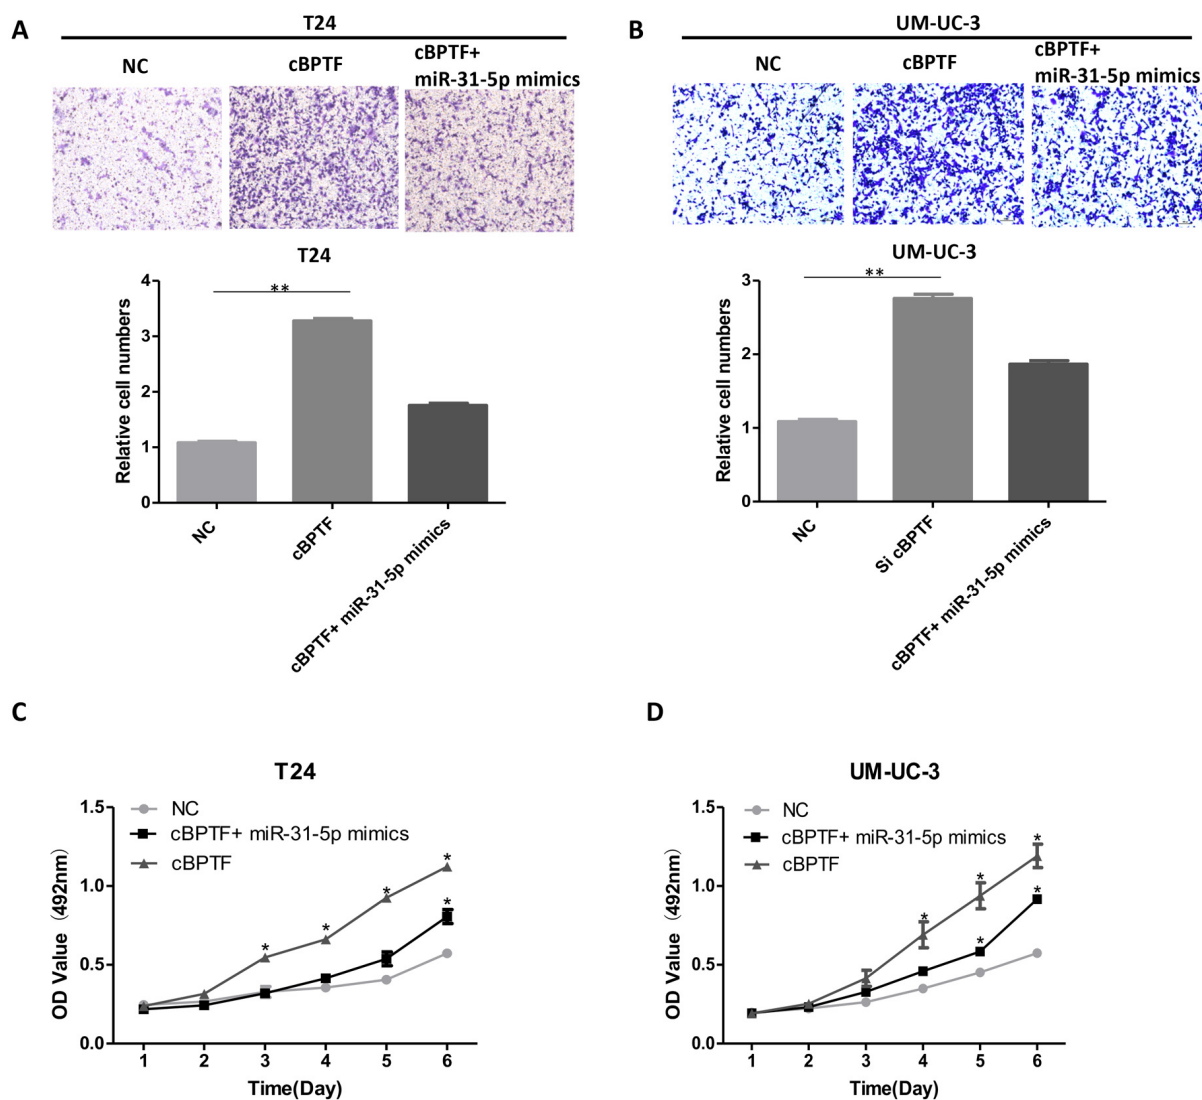 A
T24
NC
cBPTF
cBPTF+
miR-31-5p mimics
T24
Relative cell numbers
4
3
2
1
0
**
NC
cBPTF
cBPTF+ miR-31-5p mimics
B
UM-UC-3
NC
cBPTF
cBPTF+
miR-31-5p mimics
UM-UC-3
Relative cell numbers
3
2
1
0
**
NC
Si cBPTF
cBPTF+ miR-31-5p mimics
C
T24
OD Value (492nm)
1.5
1.0
0.5
0.0
NC
cBPTF+ miR-31-5p mimics
cBPTF
* * * * *
1 2 3 4 5 6
Time(Day)
D
UM-UC-3
OD Value (492nm)
1.5
1.0
0.5
0.0
NC
cBPTF+ miR-31-5p mimics
cBPTF
* * * * *
1 2 3 4 5 6
Time(Day)